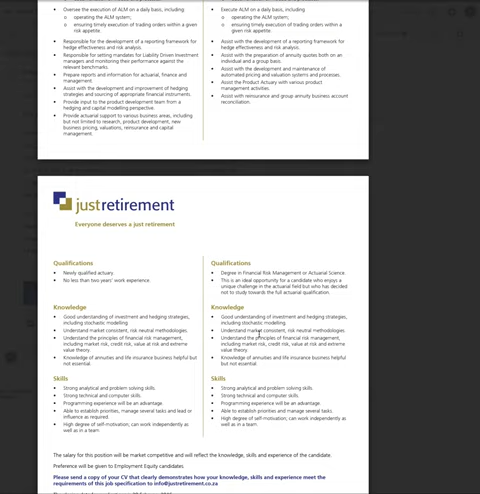 • Oversee the execution of ALM on a daily basis, including
o operating the ALM system;
o ensuring timely execution of trading orders within a given
risk appetite.
• Responsible for the development of a reporting framework for
hedge effectiveness and risk analysis.
• Responsible for setting mandates for Liability Driven Investment
managers and monitoring their performance against the
relevant benchmarks.
• Prepare reports and information for actuarial, finance and
management.
• Assist with the development and improvement of hedging
strategies and sourcing of appropriate financial instruments.
• Provide input to the product development team from a
hedging and capital modelling perspective.
• Provide actuarial support to various business areas, including
but not limited to research, product development, new
business pricing, valuations, reinsurance and capital
management.
• Execute ALM on a daily basis, including
o operating the ALM system;
o ensuring timely execution of trading orders within a
given risk appetite.
• Assist with the development of a reporting framework for
hedge effectiveness and risk analysis.
• Assist with the preparation of annuity quotes both on an
individual and a group basis.
• Assist with the development and maintenance of
automated pricing and valuation systems and processes.
• Assist the Product Actuary with various product
management activities.
• Assist with reinsurance and group annuity business account
reconciliation.
justretirement
Everyone deserves a just retirement
Qualifications
• Newly qualified actuary.
• No less than two years' work experience.
Knowledge
• Good understanding of investment and hedging strategies,
including stochastic modelling.
• Understand market consistent, risk neutral methodologies.
• Understand the principles of financial risk management,
including market risk, credit risk, value at risk and extreme
value theory.
• Knowledge of annuities and life insurance business helpful but
not essential.
Skills
• Strong analytical and problem solving skills.
• Strong technical and computer skills.
• Programming experience will be an advantage.
• Able to establish priorities, manage several tasks and lead or
influence as required.
• High degree of self-motivation; can work independently as
well as in a team.
Qualifications
• Degree in Financial Risk Management or Actuarial Science.
• This is an ideal opportunity for a candidate who enjoys a
unique challenge in the actuarial field but who has decided
not to study towards the full actuarial qualification.
Knowledge
• Good understanding of investment and hedging strategies,
including stochastic modelling.
• Understand market consistent, risk neutral methodologies.
• Understand the principles of financial risk management,
including market risk, credit risk, value at risk and extreme
value theory.
• Knowledge of annuities and life insurance business helpful
but not essential.
Skills
• Strong analytical and problem solving skills.
• Strong technical and computer skills.
• Programming experience will be an advantage.
• Able to establish priorities, manage several tasks.
• High degree of self-motivation; can work independently as
well as in a team.
The salary for this position will be market competitive and will reflect the knowledge, skills and experience of the candidate.
Preference will be given to Employment Equity candidates.
Please send a copy of your CV that clearly demonstrates how your knowledge, skills and experience meet the
requirements of this job specification to info@justretirement.co.za